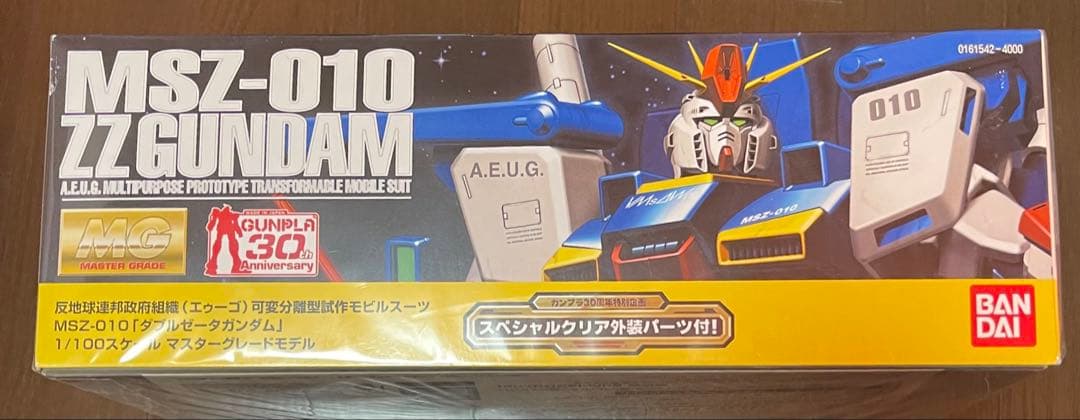 MSZ-010
ZZ GUNDAM
A.E.U.G. MULTIPURPOSE PROTOTYPE TRANSFORMABLE MOBILE SUIT
MG
MASTER GRADE
MADE IN JAPAN
GUNPLA
30th
Anniversary
A.E.U.G.
MSZ-010
010
0161542-4000
反地球連邦政府組織(エゥーゴ)可変分離型試作モビルスーツ
MSZ-010「ダブルゼータガンダム」
1/100スケール マスターグレードモデル
ガンプラ30周年特別企画
スペシャルクリア外装パーツ付!
BAN
DAI